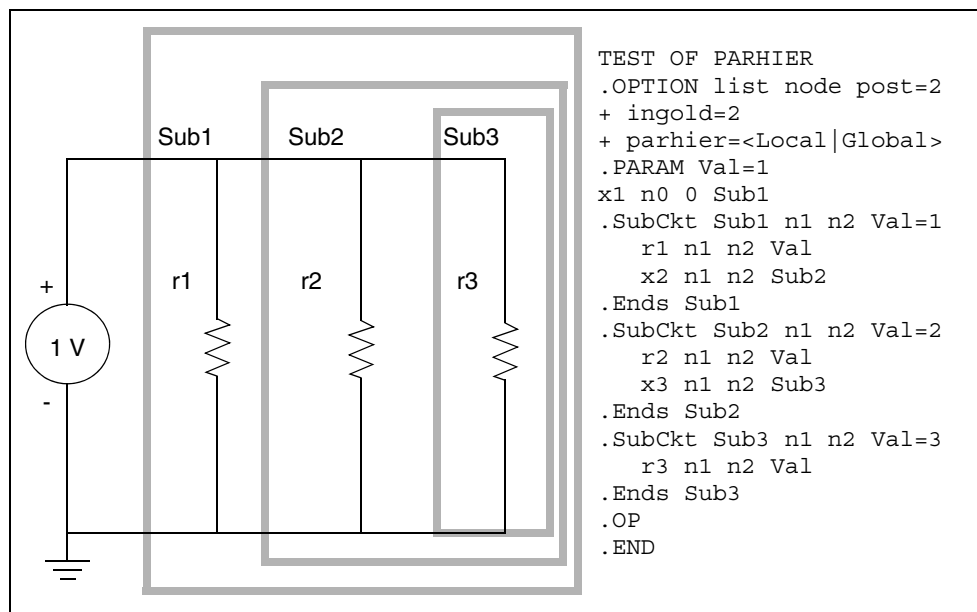 Sub1 Sub2 Sub3
r1 r2 r3
+
1 V
-
TEST OF PARHIER
.OPTION list node post=2
+ ingold=2
+ parhier=<Local|Global>
.PARAM Val=1
x1 n0 0 Sub1
.SubCkt Sub1 n1 n2 Val=1
r1 n1 n2 Val
x2 n1 n2 Sub2
.Ends Sub1
.SubCkt Sub2 n1 n2 Val=2
r2 n1 n2 Val
x3 n1 n2 Sub3
.Ends Sub2
.SubCkt Sub3 n1 n2 Val=3
r3 n1 n2 Val
.Ends Sub3
.OP
.END